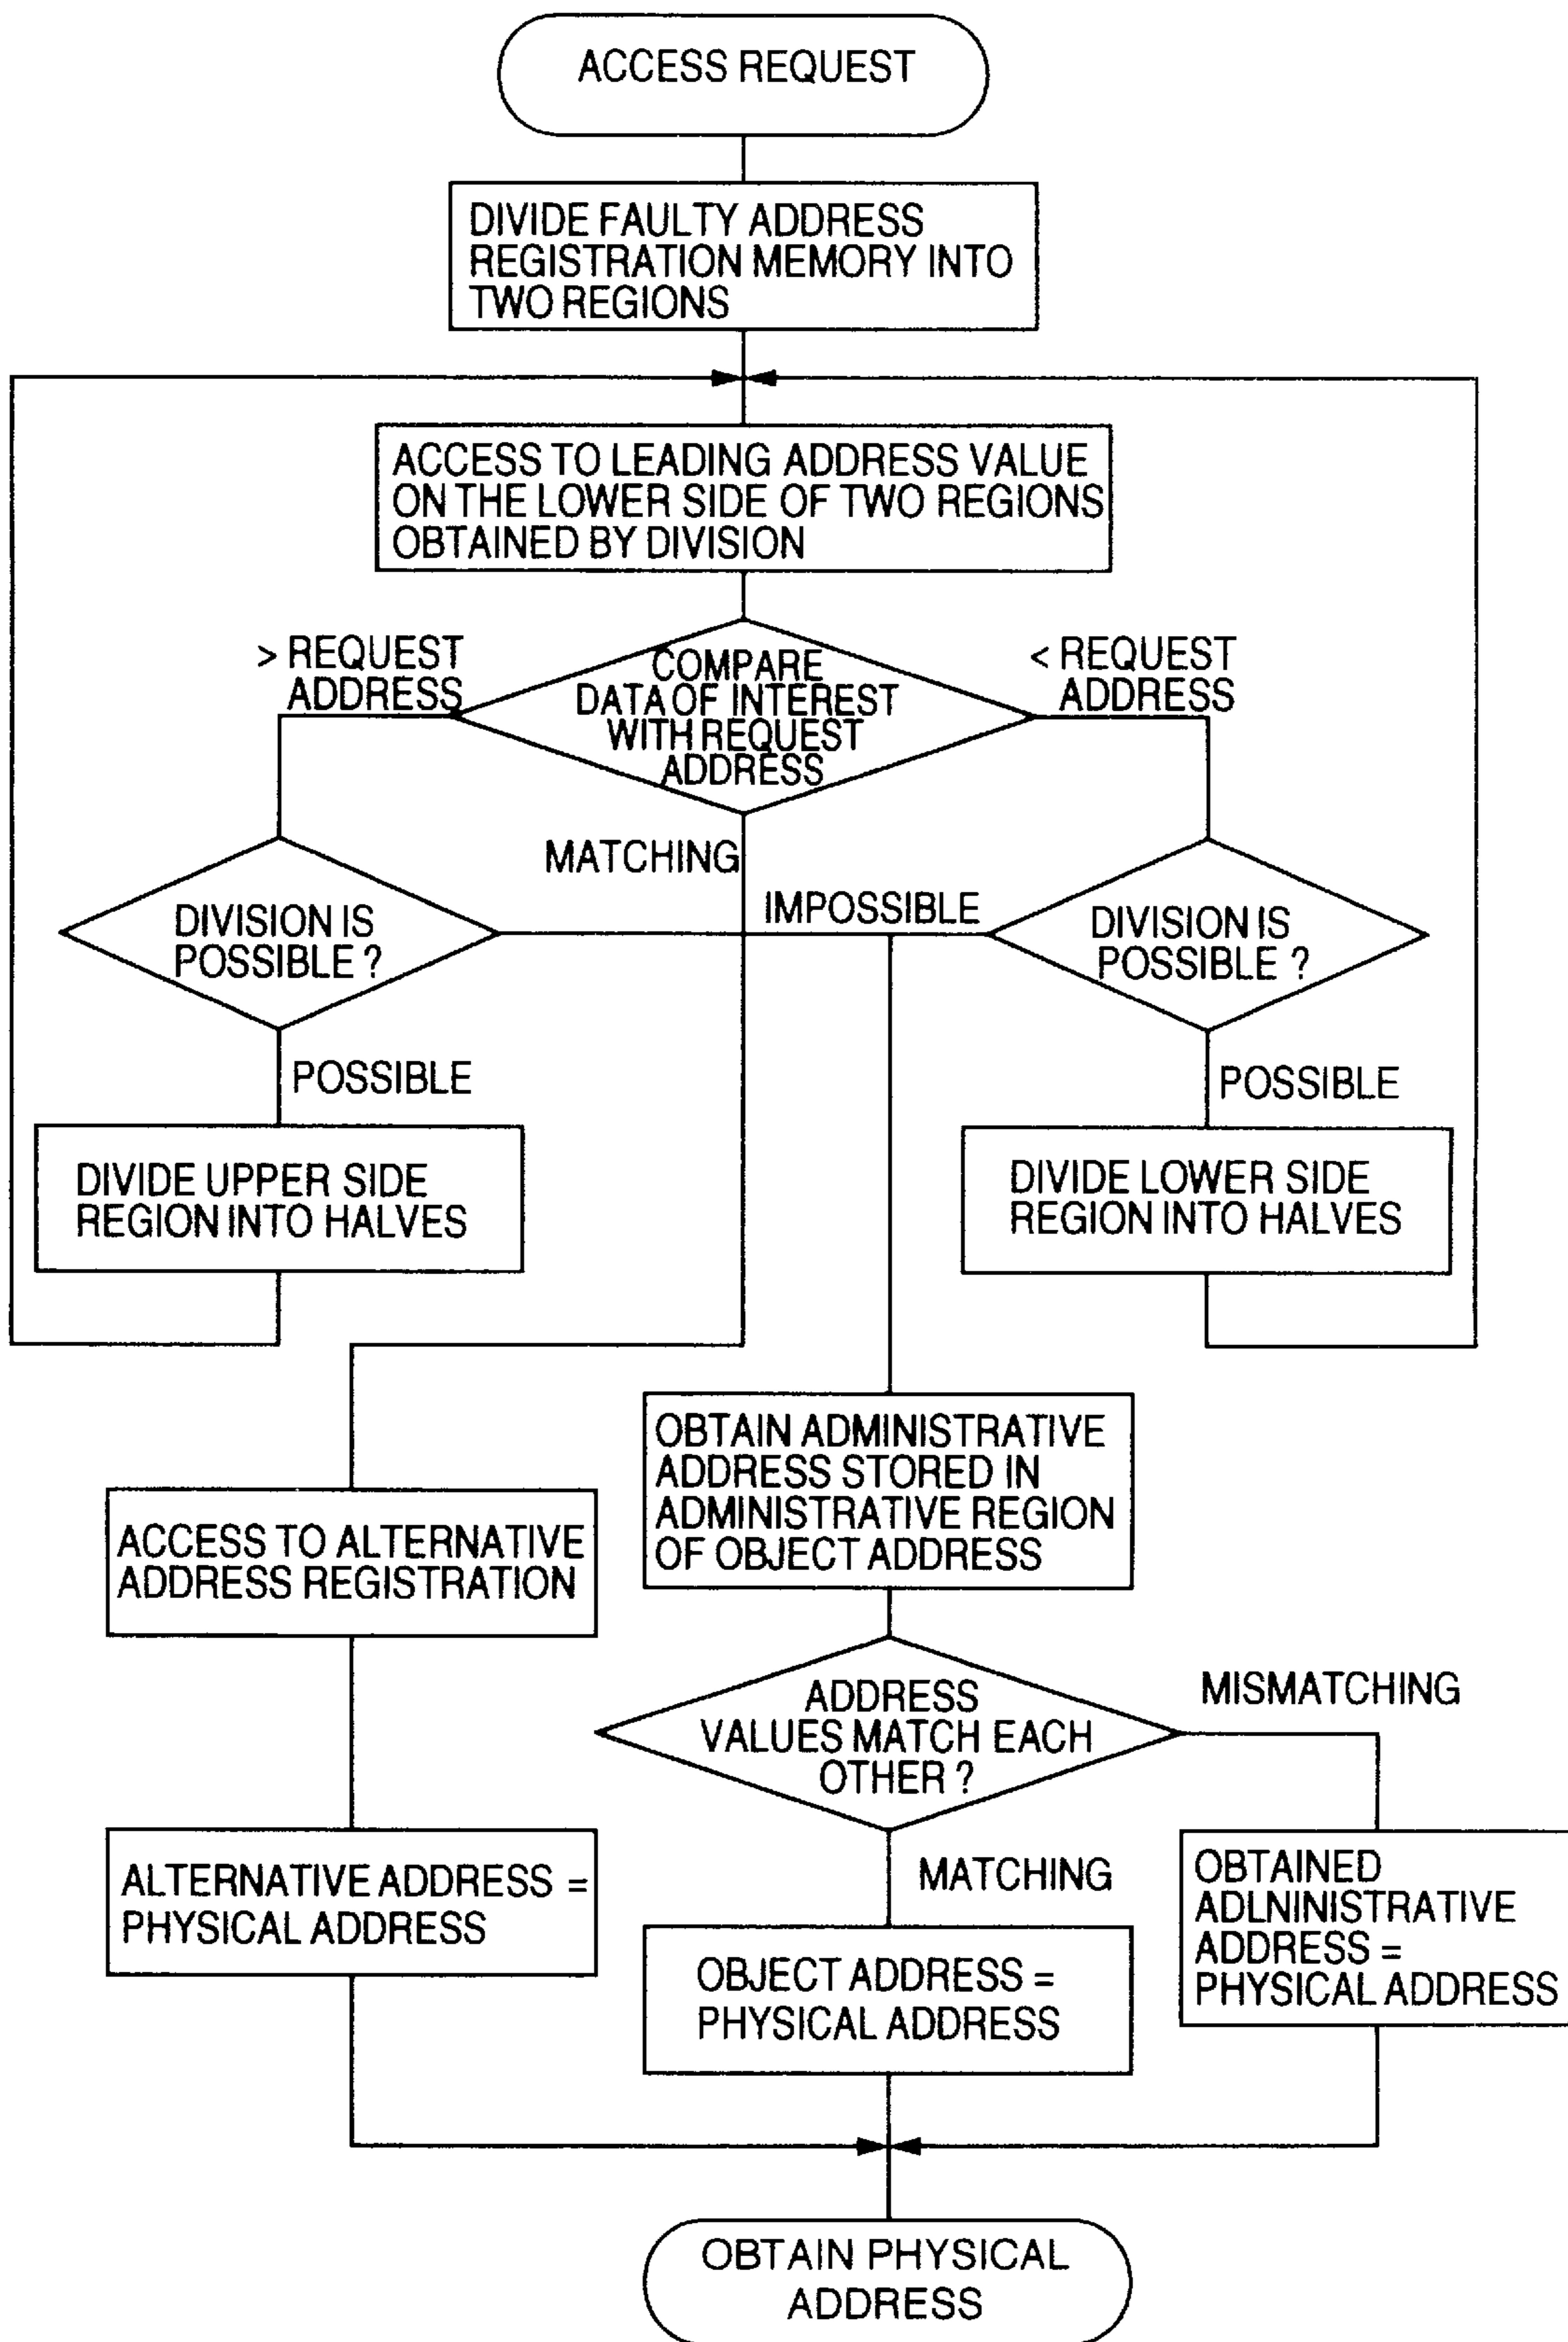 ACCESS REQUEST
DIVIDE FAULTY ADDRESS
REGISTRATION MEMORY INTO
TWO REGIONS
ACCESS TO LEADING ADDRESS VALUE
ON THE LOWER SIDE OF TWO REGIONS
OBTAINED BY DIVISION
> REQUEST
ADDRESS
COMPARE
DATA OF INTEREST
WITH REQUEST
ADDRESS
< REQUEST
ADDRESS
MATCHING
IMPOSSIBLE
DIVISION IS
POSSIBLE ?
DIVISION IS
POSSIBLE ?
POSSIBLE
POSSIBLE
DIVIDE UPPER SIDE
REGION INTO HALVES
DIVIDE LOWER SIDE
REGION INTO HALVES
OBTAIN ADMINISTRATIVE
ADDRESS STORED IN
ADMINISTRATIVE REGION
OF OBJECT ADDRESS
ACCESS TO ALTERNATIVE
ADDRESS REGISTRATION
ADDRESS
VALUES MATCH EACH
OTHER ?
MISMATCHING
MATCHING
ALTERNATIVE ADDRESS =
PHYSICAL ADDRESS
OBJECT ADDRESS =
PHYSICAL ADDRESS
OBTAINED
ADLNINISTRATIVE
ADDRESS =
PHYSICAL ADDRESS
OBTAIN PHYSICAL
ADDRESS